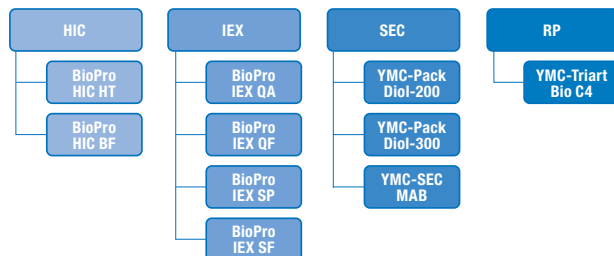 HIC
BioPro
HIC HT
BioPro
HIC BF
IEX
BioPro
IEX QA
BioPro
IEX QF
BioPro
IEX SP
BioPro
IEX SF
SEC
YMC-Pack
Diol-200
YMC-Pack
Diol-300
YMC-SEC
MAB
RP
YMC-Triart
Bio C4